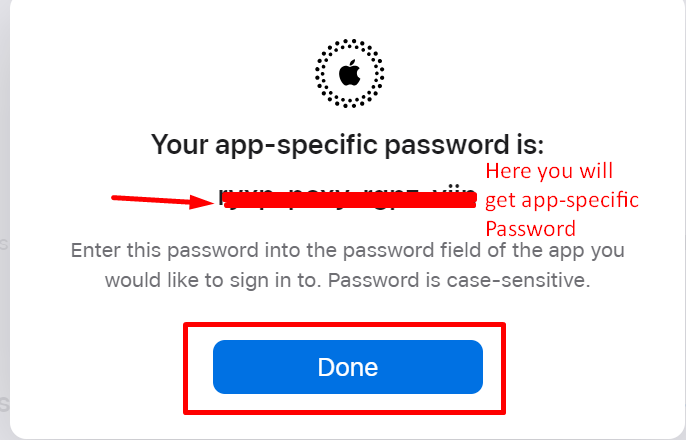 Your app-specific password is:
Here you will
get app-specific
Password
Enter this password into the password field of the app you
would like to sign in to. Password is case-sensitive.
Done